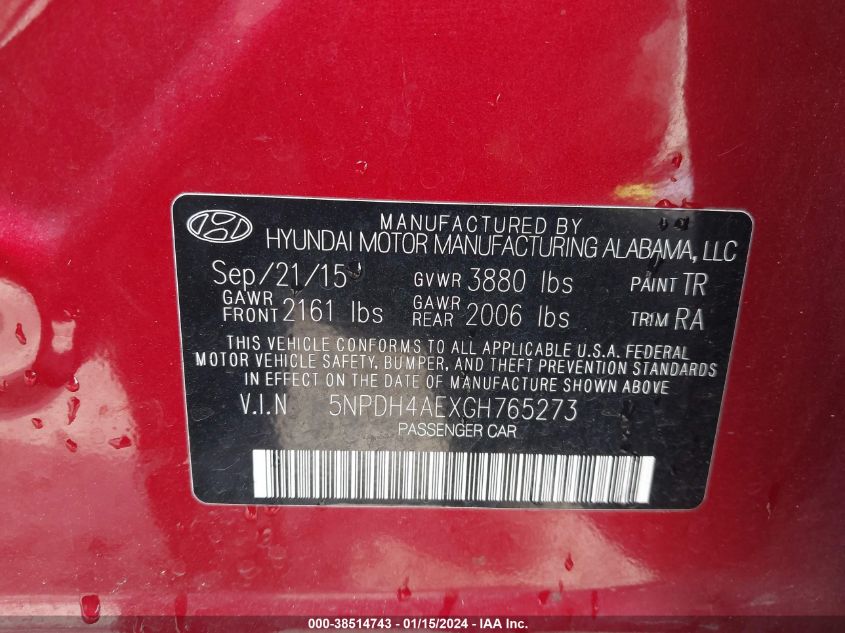 MANUFACTURED BY
HYUNDAI MOTOR MANUFACTURING ALABAMA, LLC
Sep/21/15 GVWR 3880 lbs PAINT TR
GAWR FRONT 2161 lbs GAWR REAR 2006 lbs TRIM RA
THIS VEHICLE CONFORMS TO ALL APPLICABLE U.S.A. FEDERAL
MOTOR VEHICLE SAFETY, BUMPER, AND THEFT PREVENTION STANDARDS
IN EFFECT ON THE DATE OF MANUFACTURE SHOWN ABOVE.
V.I.N 5NPDH4AEXGH765273
PASSENGER CAR
000-38514743 - 01/15/2024 - IAA Inc.